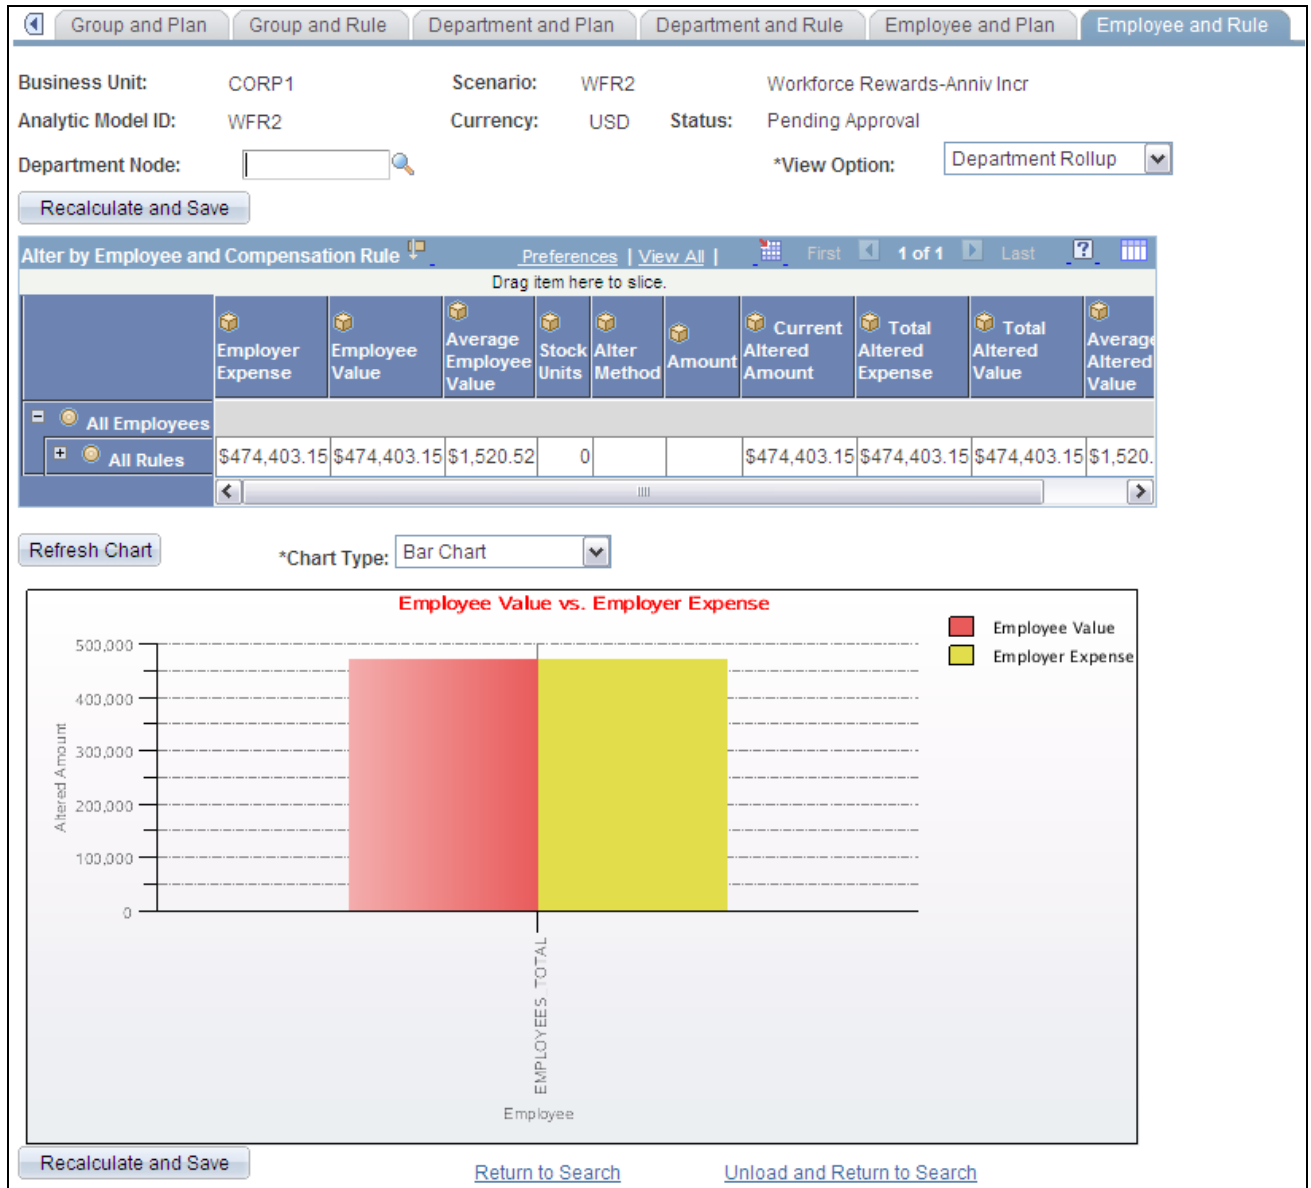 Group and Plan Group and Rule Department and Plan Department and Rule Employee and Plan Employee and Rule
Business Unit: CORP1 Scenario: WFR2 Workforce Rewards-Anniv Incr
Analytic Model ID: WFR2 Currency: USD Status: Pending Approval
Department Node: *View Option: Department Rollup
Recalculate and Save
Alter by Employee and Compensation Rule Preferences | View All | First 1 of 1 Last ?
Drag item here to slice.
Employer Expense Employee Value Average Employee Value Stock Units Alter Method Amount Current Altered Amount Total Altered Expense Total Altered Value Average Altered Value
All Employees
All Rules $474,403.15 $474,403.15 $1,520.52 0 $474,403.15 $474,403.15 $474,403.15 $1,520.
Refresh Chart *Chart Type: Bar Chart
Employee Value vs. Employer Expense
Employee Value
Employer Expense
500,000
400,000
300,000
200,000
100,000
0
Altered Amount
EMPLOYEES_TOTAL
Employee
Recalculate and Save Return to Search Unload and Return to Search